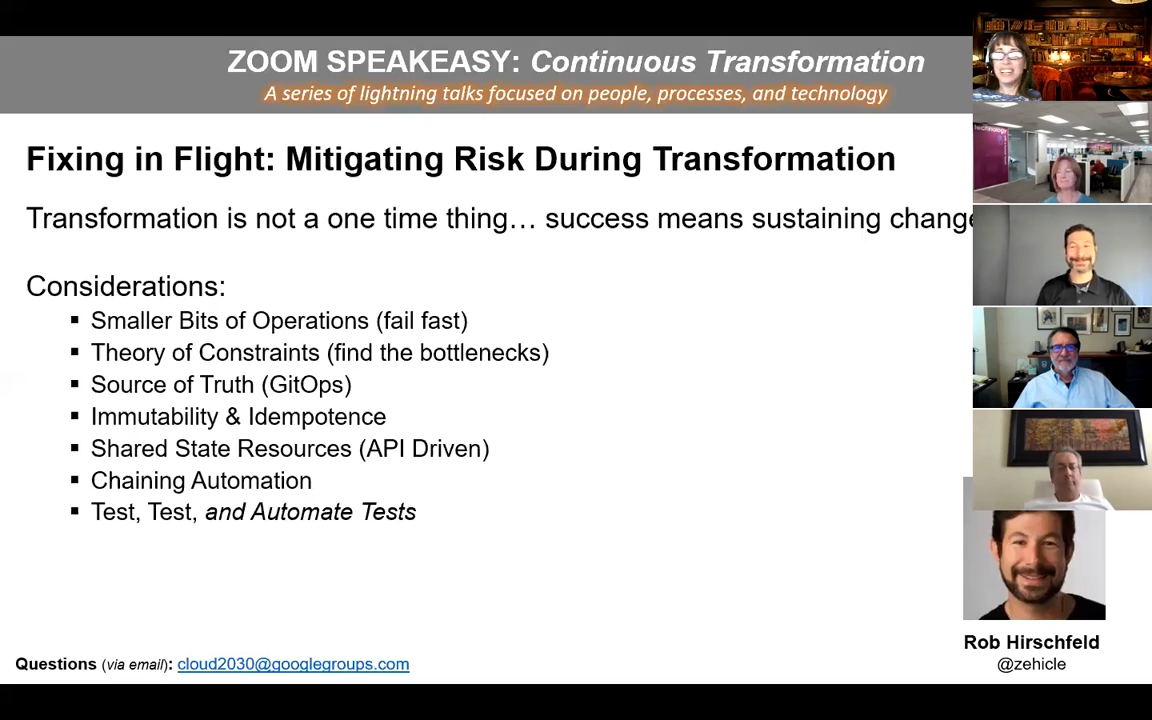 ZOOM SPEAKEASY: Continuous Transformation
A series of lightning talks focused on people, processes, and technology
Fixing in Flight: Mitigating Risk During Transformation
Transformation is not a one time thing… success means sustaining change
Considerations:
▪ Smaller Bits of Operations (fail fast)
▪ Theory of Constraints (find the bottlenecks)
▪ Source of Truth (GitOps)
▪ Immutability & Idempotence
▪ Shared State Resources (API Driven)
▪ Chaining Automation
▪ Test, Test, and Automate Tests
technology
Rob Hirschfeld
@zehicle
Questions (via email): cloud2030@googlegroups.com